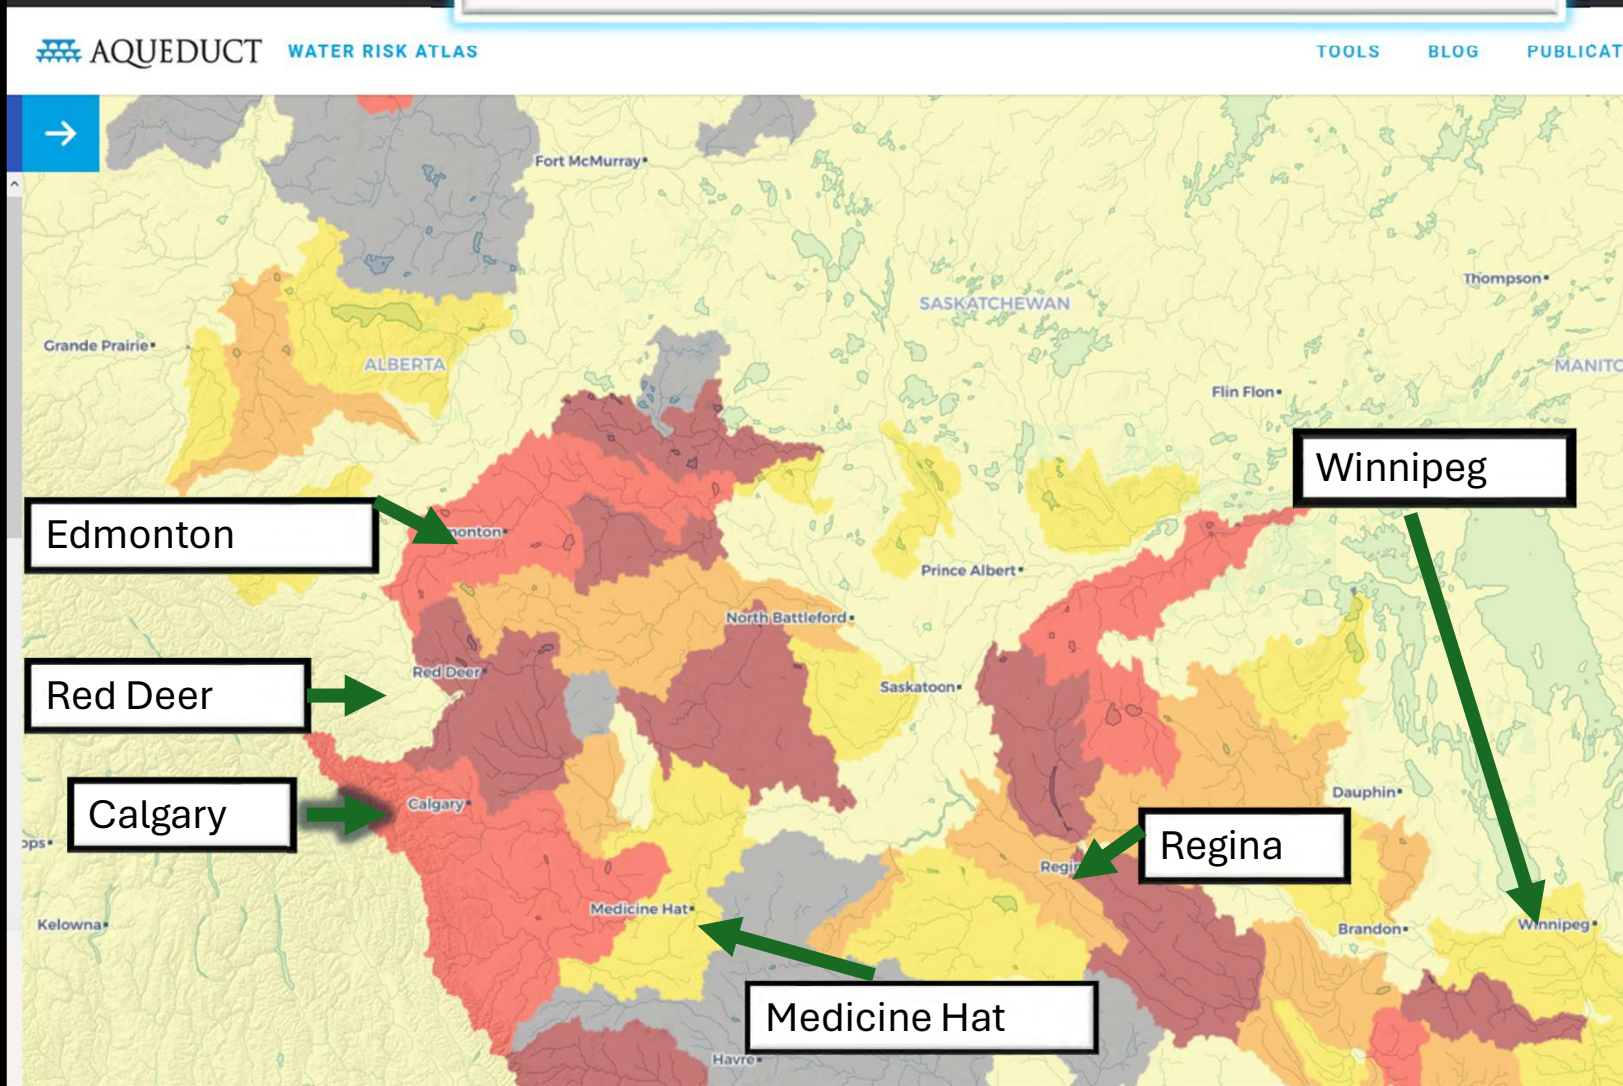 AQUEDUCT WATER RISK ATLAS
TOOLS BLOG PUBLICAT
Fort McMurray
Thompson
SASKATCHEWAN
Grande Prairie
ALBERTA
MANITO
Flin Flon
Winnipeg
Edmonton
monton
Prince Albert
North Battleford
Red Deer
Red Deer
Saskatoon
Calgary
Calgary
Dauphin
ops
Regina
Regin
Medicine Hat
Kelowna
Brandon
Winnipeg
Medicine Hat
Havre